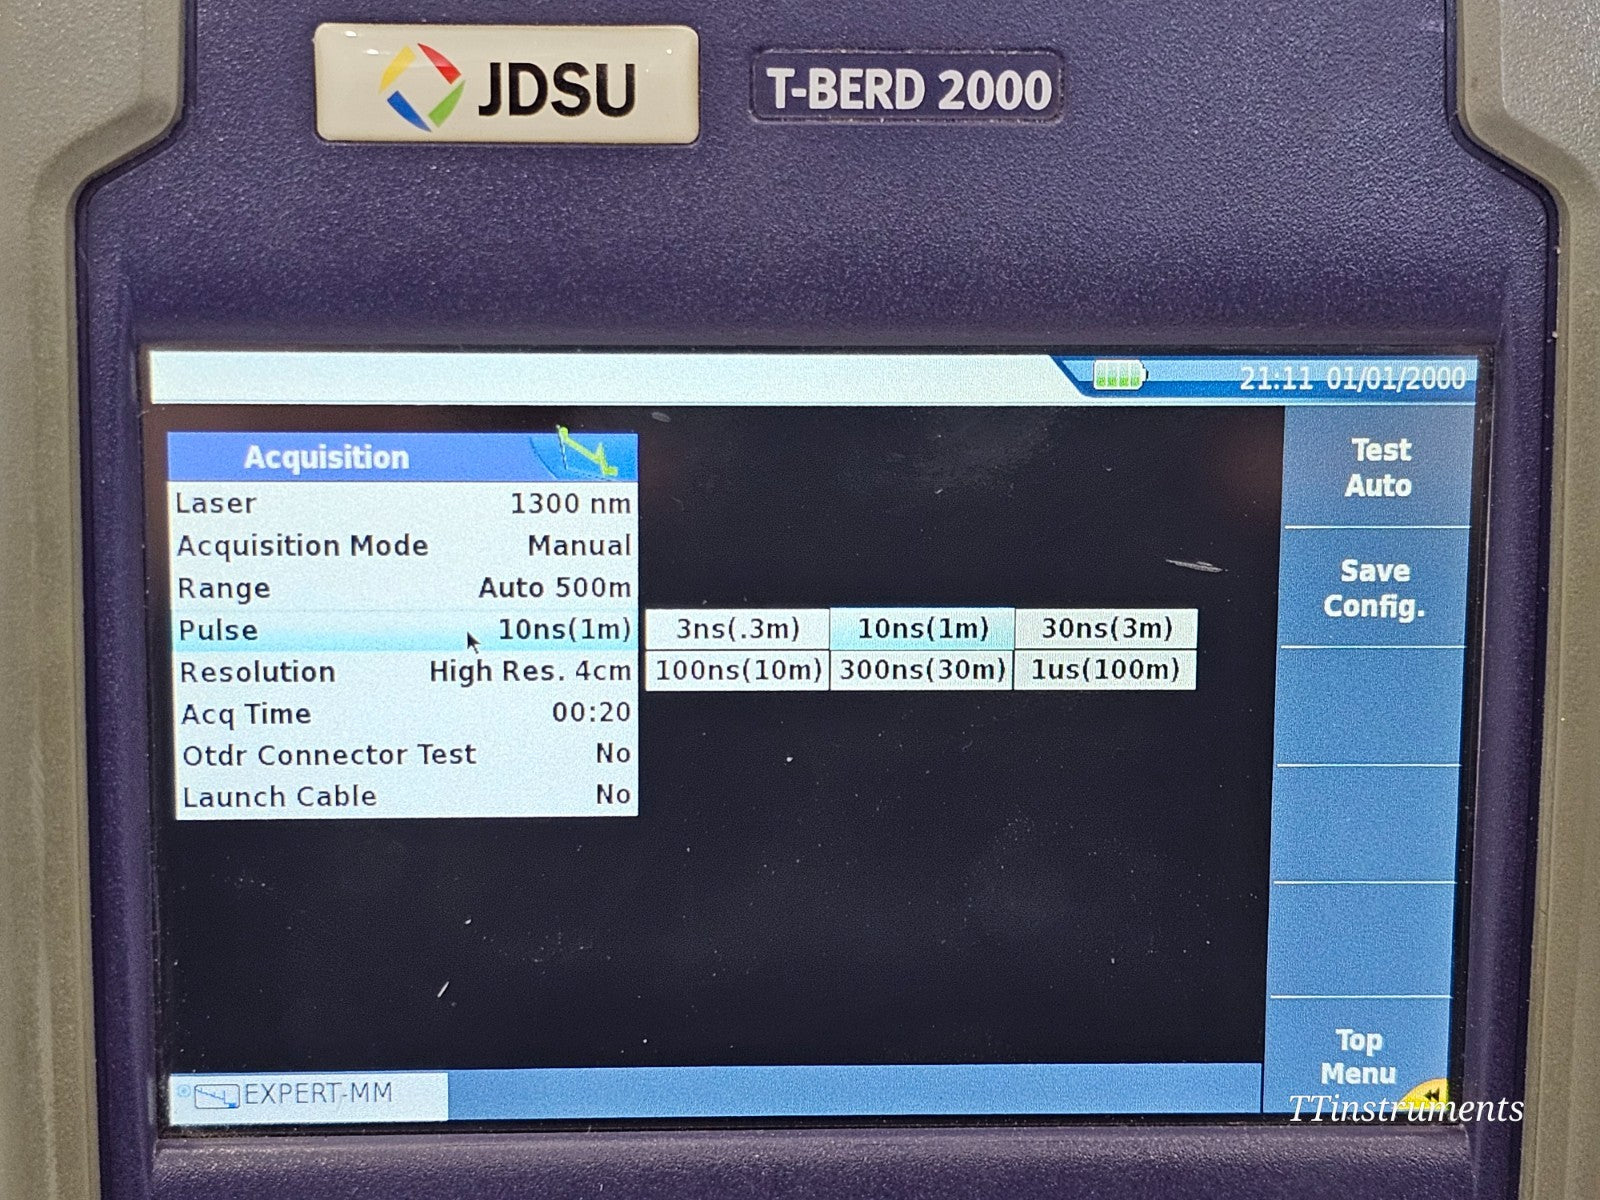 JDSU
T-BERD 2000
21:11 01/01/2000
Acquisition
Laser 1300 nm
Acquisition Mode Manual
Range Auto 500m
Pulse 10ns(1m)
3ns(.3m) 10ns(1m) 30ns(3m)
100ns(10m) 300ns(30m) 1us(100m)
Resolution High Res. 4cm
Acq Time 00:20
Otdr Connector Test No
Launch Cable No
Test
Auto
Save
Config.
Top
Menu
EXPERT-MM
TTinstruments